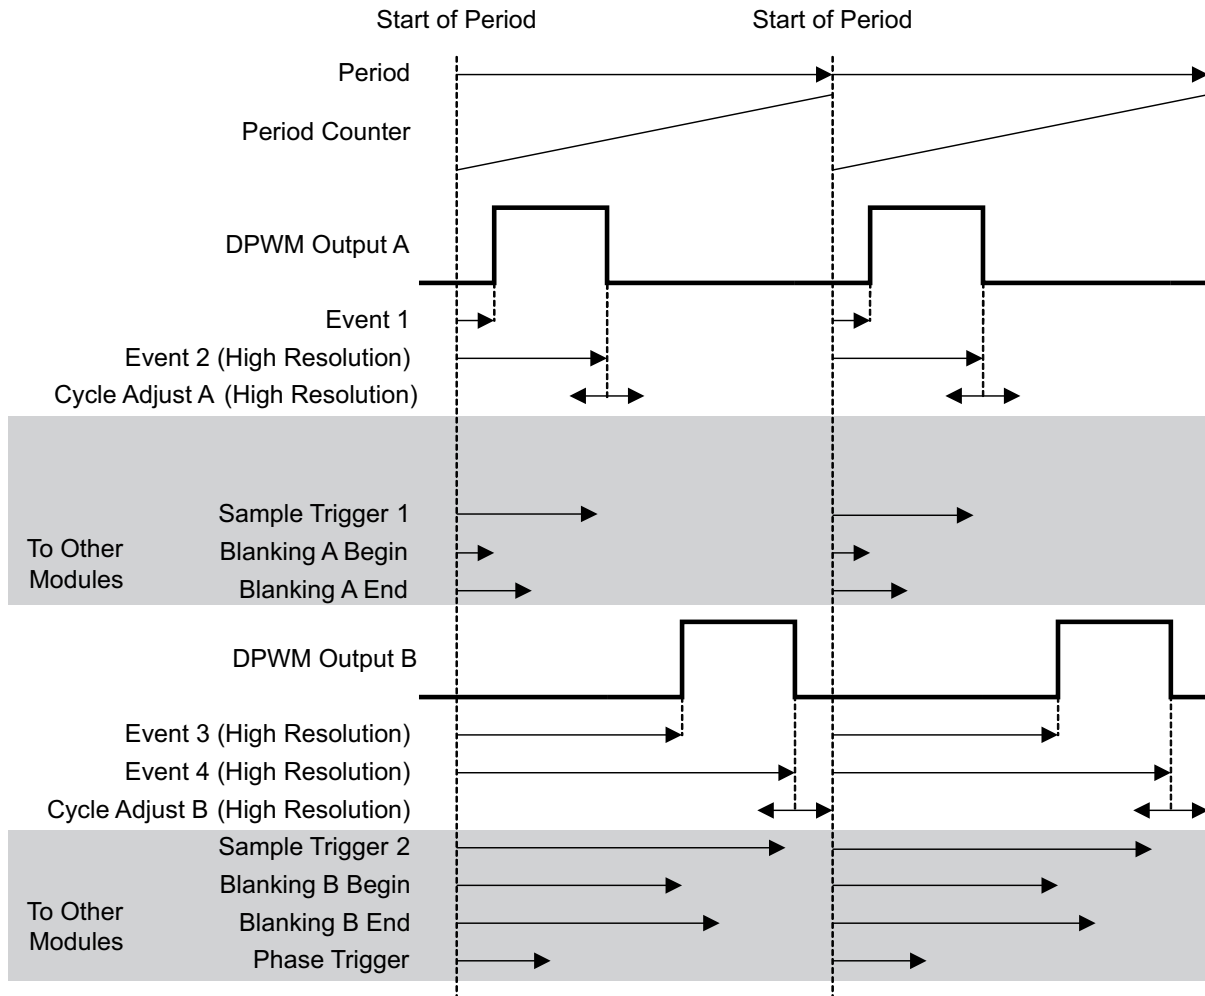 Start of Period
Start of Period
Period
Period Counter
DPWM Output A
Event 1
Event 2 (High Resolution)
Cycle Adjust A (High Resolution)
Sample Trigger 1
To Other
Modules
Blanking A Begin
Blanking A End
DPWM Output B
Event 3 (High Resolution)
Event 4 (High Resolution)
Cycle Adjust B (High Resolution)
Sample Trigger 2
Blanking B Begin
To Other
Modules
Blanking B End
Phase Trigger